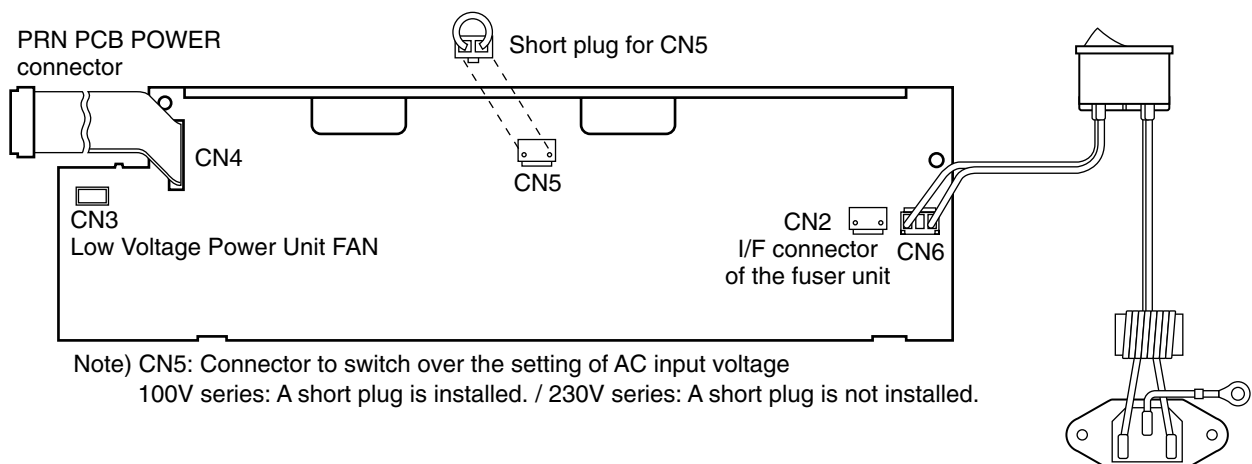 PRN PCB POWER
connector
Short plug for CN5
CN4
CN5
CN3
Low Voltage Power Unit FAN
CN2
I/F connector
of the fuser unit
CN6
Note) CN5: Connector to switch over the setting of AC input voltage
100V series: A short plug is installed. / 230V series: A short plug is not installed.